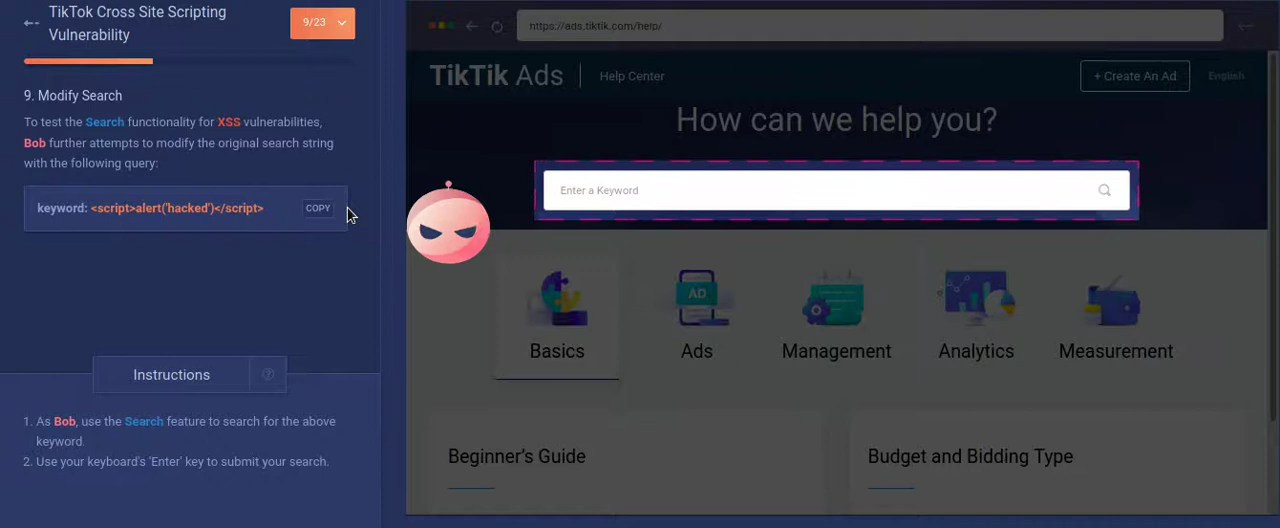 TikTok Cross Site Scripting
Vulnerability
9/23
9. Modify Search
To test the Search functionality for XSS vulnerabilities,
Bob further attempts to modify the original search string
with the following query:
keyword: <script>alert('hacked')</script>
COPY
Instructions
?
1. As Bob, use the Search feature to search for the above
keyword.
2. Use your keyboard's 'Enter' key to submit your search.
https://ads.tiktik.com/help/
TikTik Ads
Help Center
+ Create An Ad
English
How can we help you?
Enter a Keyword
AD
Basics
Ads
Management
Analytics
Measurement
Beginner's Guide
Budget and Bidding Type